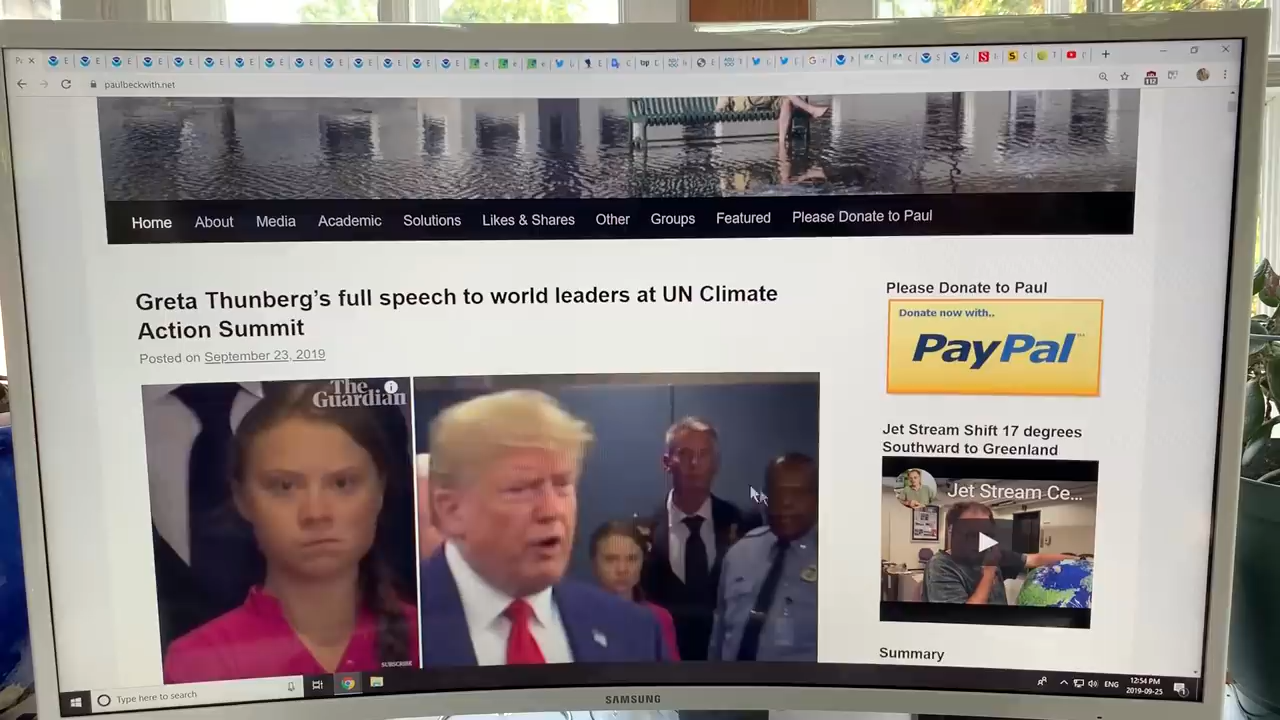 paulbeckwith.net
Home About Media Academic Solutions Likes & Shares Other Groups Featured Please Donate to Paul
Greta Thunberg's full speech to world leaders at UN Climate
Action Summit
Posted on September 23, 2019
The
Guardian
SUBSCRIBE
Please Donate to Paul
Donate now with..
PayPal
Jet Stream Shift 17 degrees
Southward to Greenland
Jet Stream Ce...
Summary
Type here to search
ENG
12:54 PM
2019-09-25
SAMSUNG